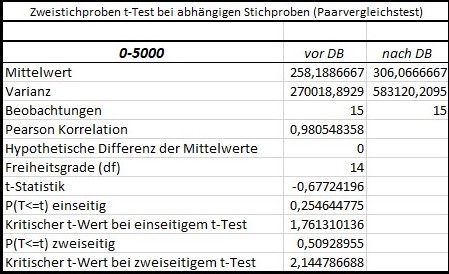 Zweistichproben t-Test bei abhängigen Stichproben (Paarvergleichstest)
0-5000 vor DB nach DB
Mittelwert 258,1886667 306,0666667
Varianz 270018,8929 583120,2095
Beobachtungen 15 15
Pearson Korrelation 0,980548358
Hypothetische Differenz der Mittelwerte 0
Freiheitsgrade (df) 14
t-Statistik -0,67724196
P(T<=t) einseitig 0,254644775
Kritischer t-Wert bei einseitigem t-Test 1,761310136
P(T<=t) zweiseitig 0,50928955
Kritischer t-Wert bei zweiseitigem t-Test 2,144786688